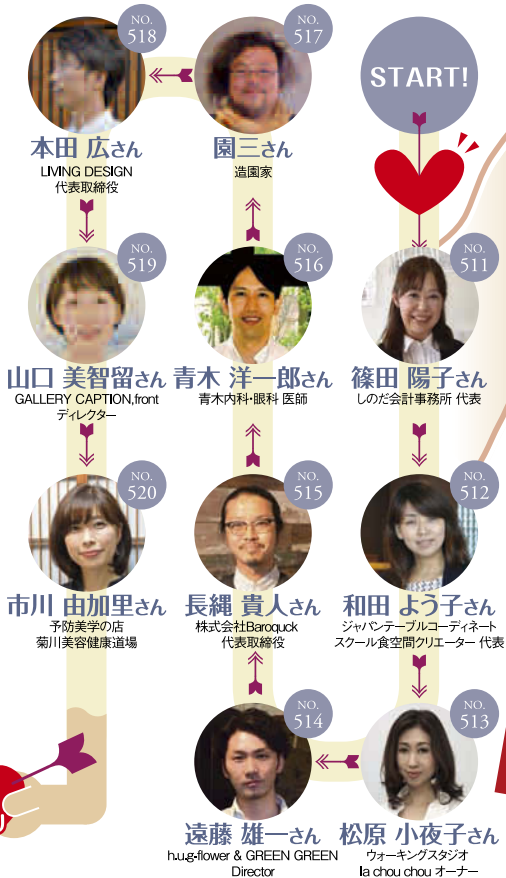 START!
NO.
511
篠田 陽子さん
しのだ会計事務所 代表
NO.
512
和田 よう子さん
ジャパンテーブルコーディネート
スクール食空間クリエーター 代表
NO.
513
松原 小夜子さん
ウォーキングスタジオ
la chou chou オーナー
NO.
514
遠藤 雄一さん
h.u.g-flower & GREEN GREEN
Director
NO.
515
長縄 貴人さん
株式会社Baroquck
代表取締役
NO.
516
青木 洋一郎さん
青木内科・眼科 医師
NO.
517
園三さん
造園家
NO.
518
本田 広さん
LIVING DESIGN
代表取締役
NO.
519
山口 美智留さん
GALLERY CAPTION,front
ディレクター
NO.
520
市川 由加里さん
予防美学の店
菊川美容健康道場